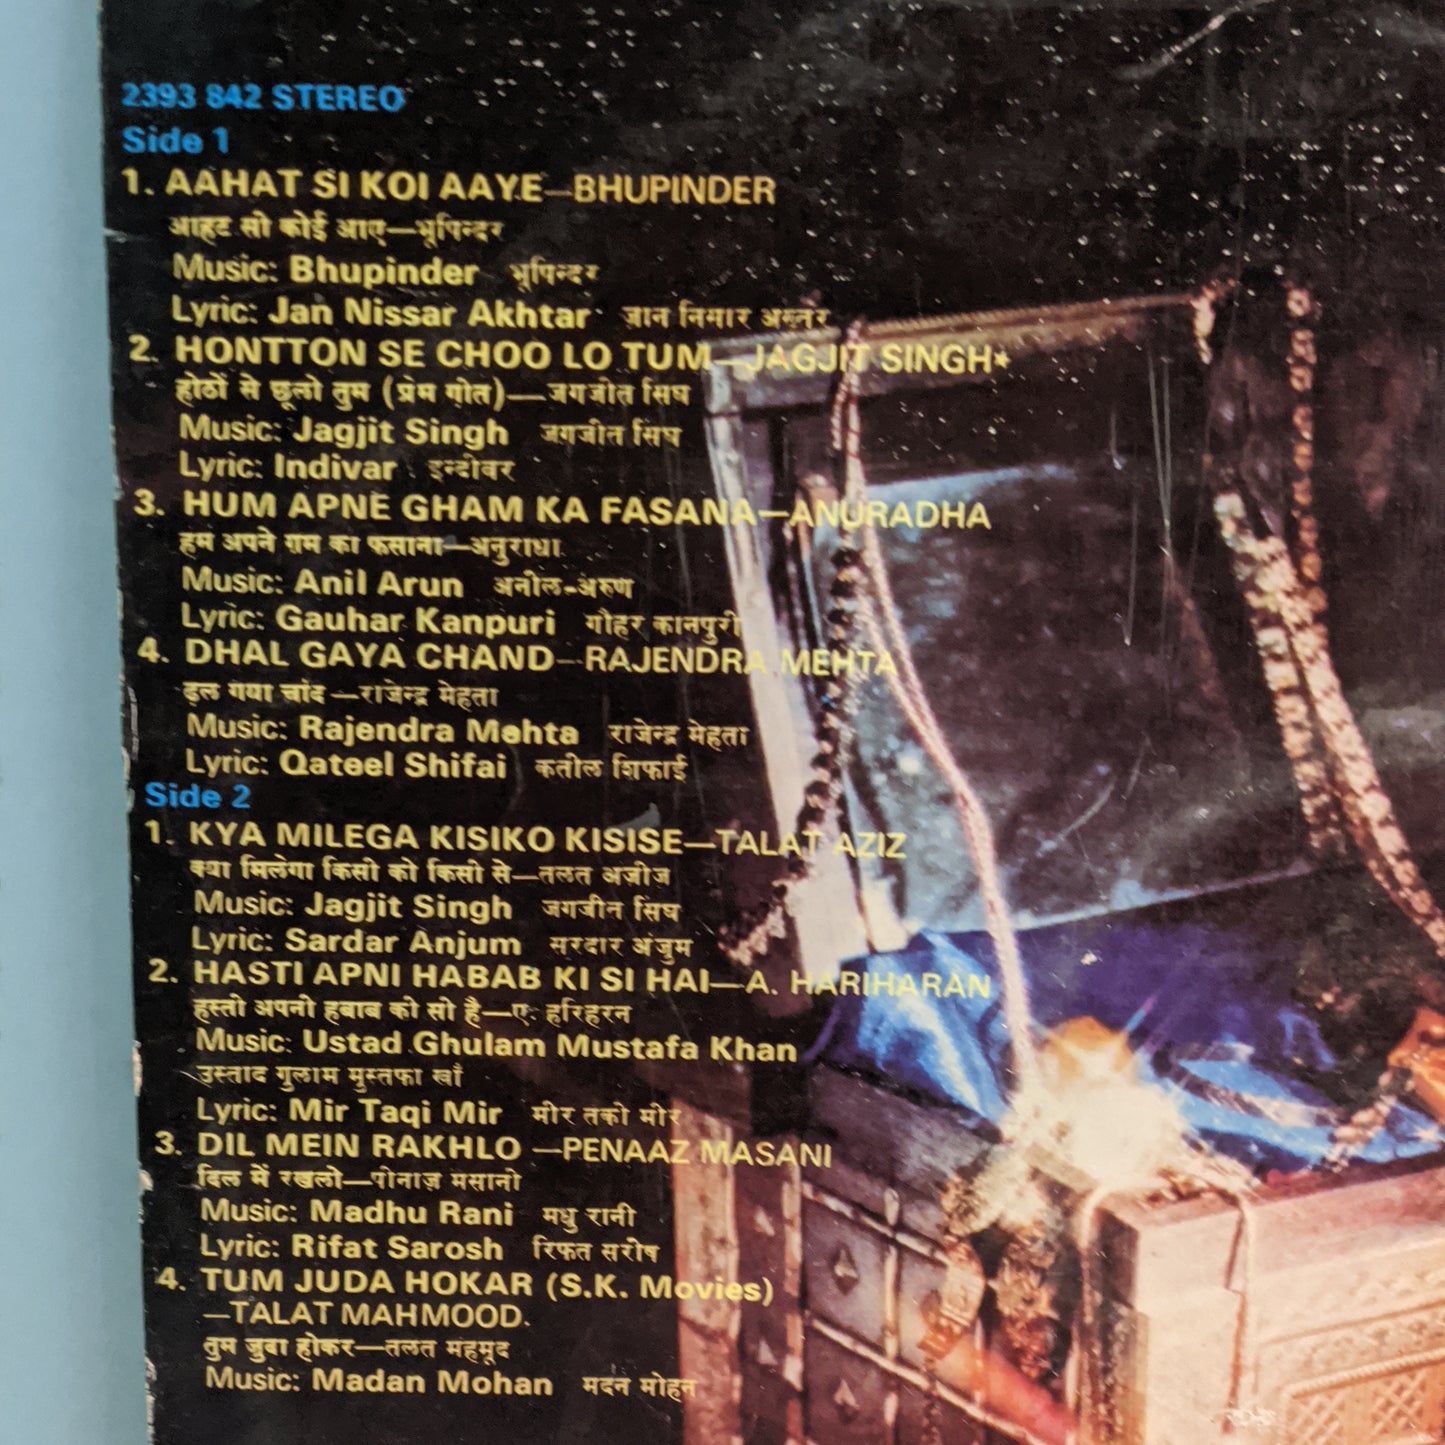 2393 842 STEREO
Side 1
1. AAHAT SI KOI AAYE—BHUPINDER
आहट सी कोई आए—भूपिन्दर
Music: Bhupinder भूपिन्दर
Lyric: Jan Nissar Akhtar जान निसार अख्तर
2. HONTTON SE CHOO LO TUM—JAGJIT SINGH*
होठों से छूलो तुम (प्रेम गीत)—जगजीत सिंघ
Music: Jagjit Singh जगजीत सिंघ
Lyric: Indivar इन्दीवर
3. HUM APNE GHAM KA FASANA—ANURADHA
हम अपने ग़म का फसाना—अनुराधा
Music: Anil Arun अनील-अरुण
Lyric: Gauhar Kanpuri गौहर कानपुरी
4. DHAL GAYA CHAND—RAJENDRA MEHTA
ढ़ल गया चांद—राजेन्द्र मेहता
Music: Rajendra Mehta राजेन्द्र मेहता
Lyric: Qateel Shifai कतील शिफाई
Side 2
1. KYA MILEGA KISIKO KISISE—TALAT AZIZ
क्या मिलेगा किसी को किसी से—तलत अज़ीज
Music: Jagjit Singh जगजीत सिंघ
Lyric: Sardar Anjum सरदार अंजुम
2. HASTI APNI HABAB KI SI HAI—A. HARIHARAN
हस्ती अपनी हबाब की सी है—ए. हरिहरन
Music: Ustad Ghulam Mustafa Khan
उस्ताद गुलाम मुस्तफा खाँ
Lyric: Mir Taqi Mir मीर तकी मीर
3. DIL MEIN RAKHLO —PENAAZ MASANI
दिल में रखलो—पीनाज़ मसानी
Music: Madhu Rani मधु रानी
Lyric: Rifat Sarosh रिफत सरोष
4. TUM JUDA HOKAR (S.K. Movies)
—TALAT MAHMOOD.
तुम जुदा होकर—तलत महमूद
Music: Madan Mohan मदन मोहन